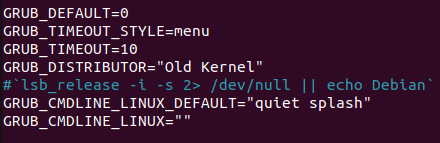 GRUB_DEFAULT=0
GRUB_TIMEOUT_STYLE=menu
GRUB_TIMEOUT=10
GRUB_DISTRIBUTOR="Old Kernel"
#`lsb_release -i -s 2> /dev/null || echo Debian`
GRUB_CMDLINE_LINUX_DEFAULT="quiet splash"
GRUB_CMDLINE_LINUX=""